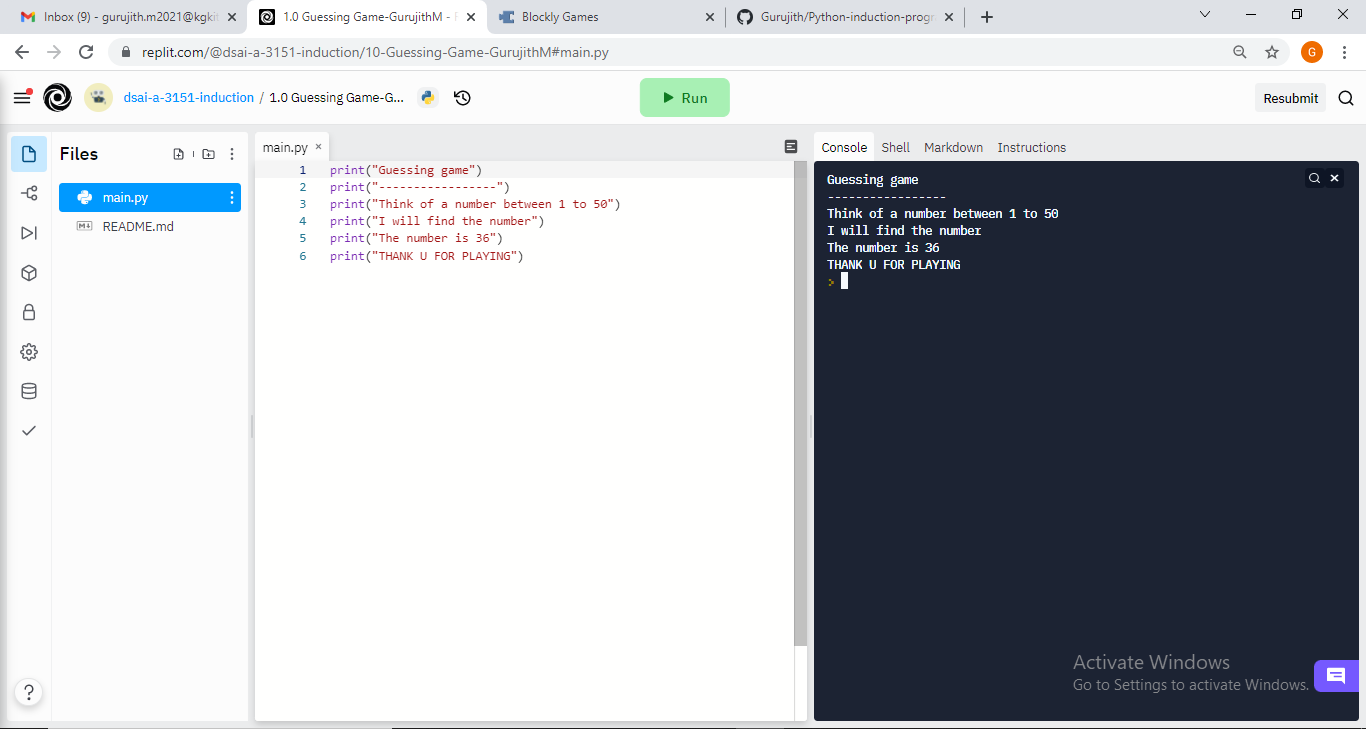 Inbox (9) - gurujith.m2021@kgkit
1.0 Guessing Game-GurujithM -
Blockly Games
Gurujith/Python-induction-progr
replit.com/@dsai-a-3151-induction/10-Guessing-Game-GurujithM#main.py
G
dsai-a-3151-induction / 1.0 Guessing Game-G...
Run
Resubmit
Files
main.py
README.md
main.py
1 print("Guessing game")
2 print("-----------------")
3 print("Think of a number between 1 to 50")
4 print("I will find the number")
5 print("The number is 36")
6 print("THANK U FOR PLAYING")
Console Shell Markdown Instructions
Guessing game
-----------------
Think of a number between 1 to 50
I will find the number
The number is 36
THANK U FOR PLAYING
>
Activate Windows
Go to Settings to activate Windows.
?